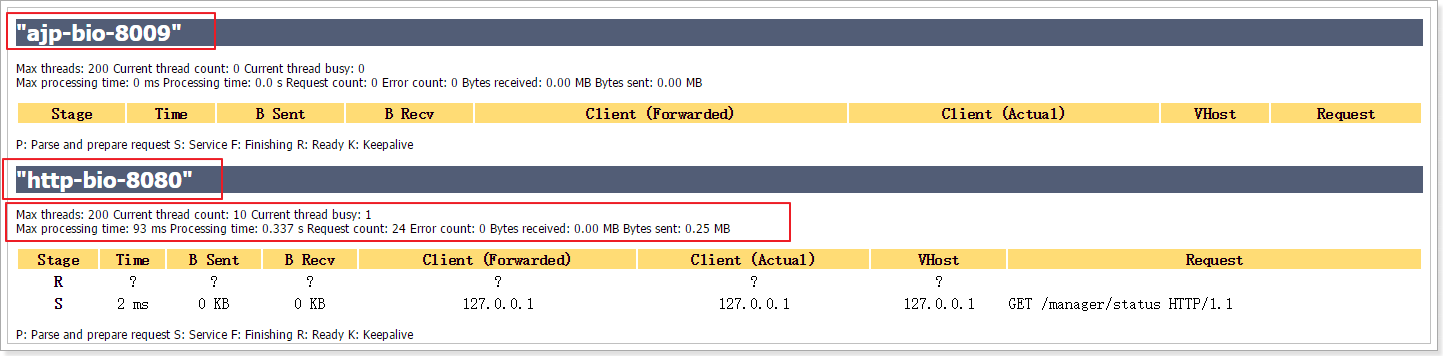 "ajp-bio-8009"
Max threads: 200 Current thread count: 0 Current thread busy: 0
Max processing time: 0 ms Processing time: 0.0 s Request count: 0 Error count: 0 Bytes received: 0.00 MB Bytes sent: 0.00 MB
Stage Time B Sent B Recv Client (Forwarded) Client (Actual) VHost Request
P: Parse and prepare request S: Service F: Finishing R: Ready K: Keepalive
"http-bio-8080"
Max threads: 200 Current thread count: 10 Current thread busy: 1
Max processing time: 93 ms Processing time: 0.337 s Request count: 24 Error count: 0 Bytes received: 0.00 MB Bytes sent: 0.25 MB
Stage Time B Sent B Recv Client (Forwarded) Client (Actual) VHost Request
R ? ? ? ? ? ?
S 2 ms 0 KB 0 KB 127.0.0.1 127.0.0.1 127.0.0.1 GET /manager/status HTTP/1.1
P: Parse and prepare request S: Service F: Finishing R: Ready K: Keepalive